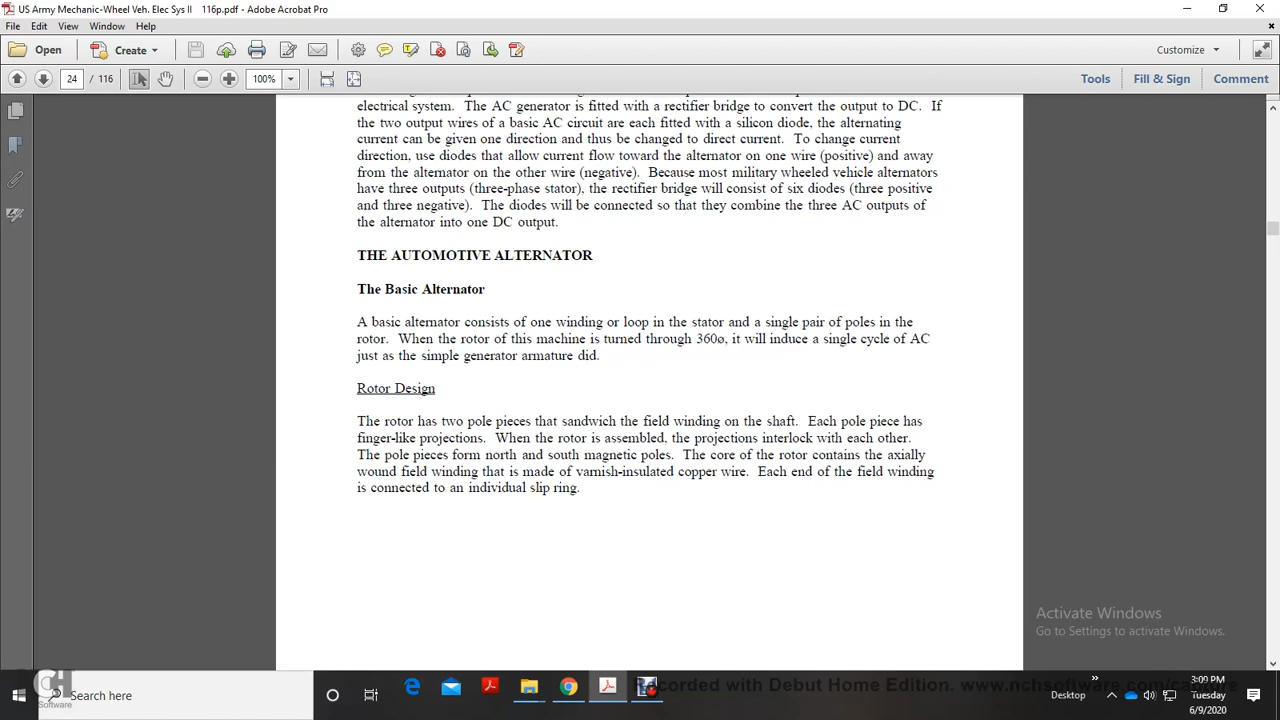 US Army Mechanic-Wheel Veh. Elec Sys II 116p.pdf - Adobe Acrobat Pro
File Edit View Window Help
Open Create Customize
24 / 116 100% Tools Fill & Sign Comment
electrical system. The AC generator is fitted with a rectifier bridge to convert the output to DC. If
the two output wires of a basic AC circuit are each fitted with a silicon diode, the alternating
current can be given one direction and thus be changed to direct current. To change current
direction, use diodes that allow current flow toward the alternator on one wire (positive) and away
from the alternator on the other wire (negative). Because most military wheeled vehicle alternators
have three outputs (three-phase stator), the rectifier bridge will consist of six diodes (three positive
and three negative). The diodes will be connected so that they combine the three AC outputs of
the alternator into one DC output.
THE AUTOMOTIVE ALTERNATOR
The Basic Alternator
A basic alternator consists of one winding or loop in the stator and a single pair of poles in the
rotor. When the rotor of this machine is turned through 360ø, it will induce a single cycle of AC
just as the simple generator armature did.
Rotor Design
The rotor has two pole pieces that sandwich the field winding on the shaft. Each pole piece has
finger-like projections. When the rotor is assembled, the projections interlock with each other.
The pole pieces form north and south magnetic poles. The core of the rotor contains the axially
wound field winding that is made of varnish-insulated copper wire. Each end of the field winding
is connected to an individual slip ring.
Activate Windows
Go to Settings to activate Windows.
CH Software
Search here
Recorded with Debut Home Edition. www.nchsoftware.com/capture
Desktop
3:09 PM
Tuesday
6/9/2020